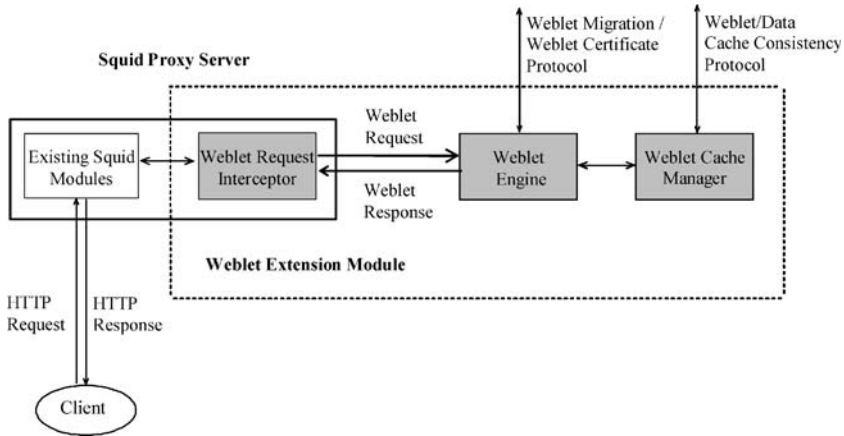 Weblet Migration /
Weblet Certificate
Protocol
Weblet/Data
Cache Consistency
Protocol
Squid Proxy Server
Existing Squid
Modules
Weblet Request
Interceptor
Weblet
Request
Weblet
Response
Weblet
Engine
Weblet Cache
Manager
Weblet Extension Module
HTTP
Request
HTTP
Response
Client